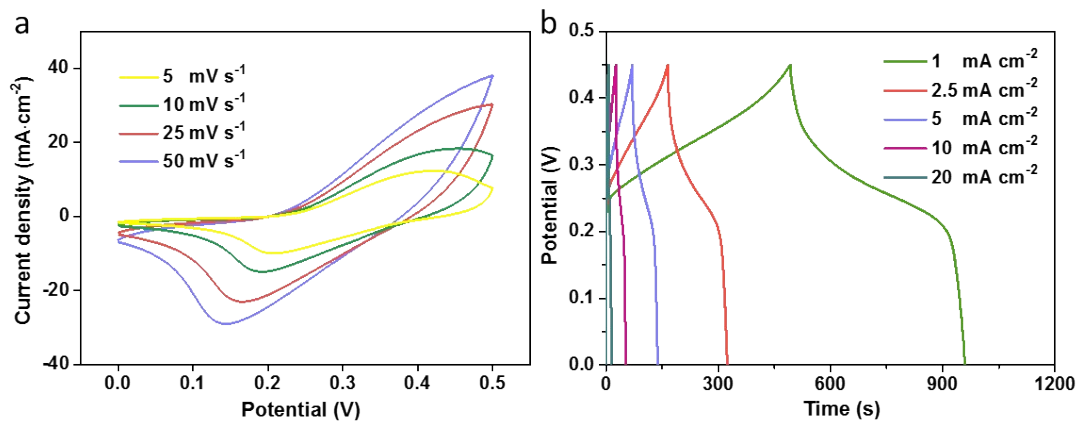 a
Current density (mA·cm⁻²)
40
20
0
-20
-40
5 mV s⁻¹
10 mV s⁻¹
25 mV s⁻¹
50 mV s⁻¹
0.0 0.1 0.2 0.3 0.4 0.5
Potential (V)
b
Potential (V)
0.5
0.4
0.3
0.2
0.1
0.0
1 mA cm⁻²
2.5 mA cm⁻²
5 mA cm⁻²
10 mA cm⁻²
20 mA cm⁻²
0 300 600 900 1200
Time (s)